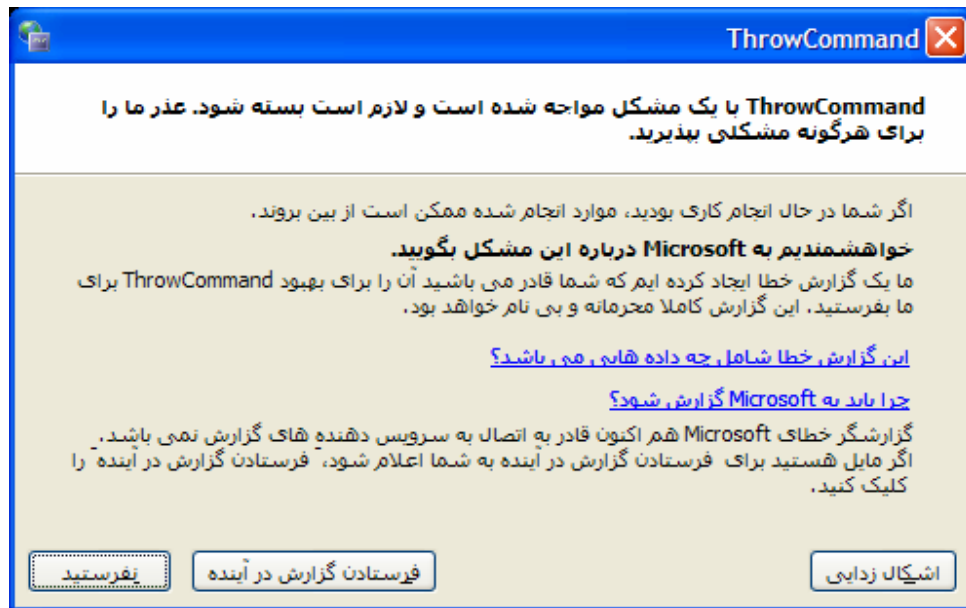 ThrowCommand
ThrowCommand با یک مشکل مواجه شده است و لازم است بسته شود. عذر ما را
برای هرگونه مشکلی بپذیرید.
اگر شما در حال انجام کاری بودید، موارد انجام شده ممکن است از بین بروند.
خواهشمندیم به Microsoft درباره این مشکل بگویید.
ما یک گزارش خطا ایجاد کرده ایم که شما قادر می باشید آن را برای بهبود ThrowCommand برای
ما بفرستید. این گزارش کاملا محرمانه و بی نام خواهد بود.
این گزارش خطا شامل چه داده هایی می باشد؟
چرا باید به Microsoft گزارش شود؟
گزارشگر خطای Microsoft هم اکنون قادر به اتصال به سرویس دهنده های گزارش نمی باشد.
اگر مایل هستید برای فرستادن گزارش در آینده به شما اعلام شود، ˉفرستادن گزارش در آیندهˉ را
کلیک کنید.
اشکال زدایی
فرستادن گزارش در آینده
نفرستید